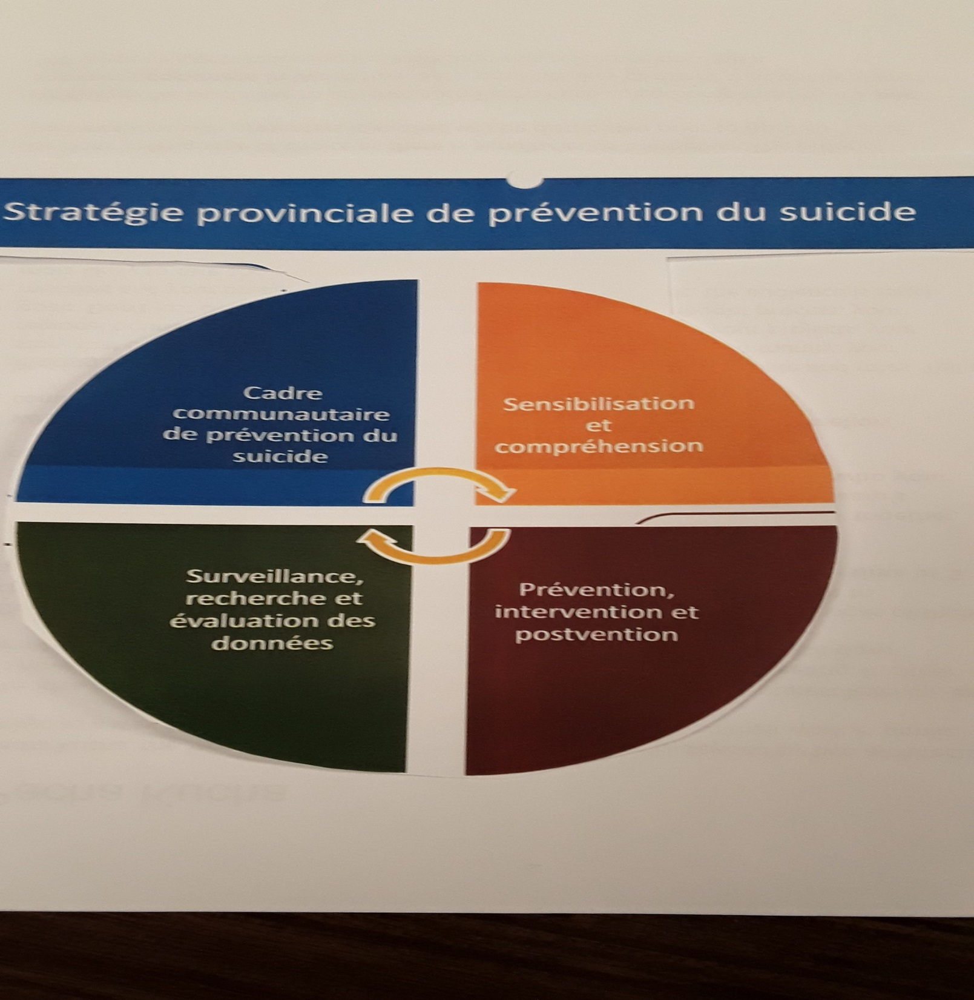 Stratégie provinciale de prévention du suicide
Cadre
communautaire
de prévention du
suicide
Sensibilisation
et
compréhension
Surveillance,
recherche et
évaluation des
données
Prévention,
intervention et
postvention